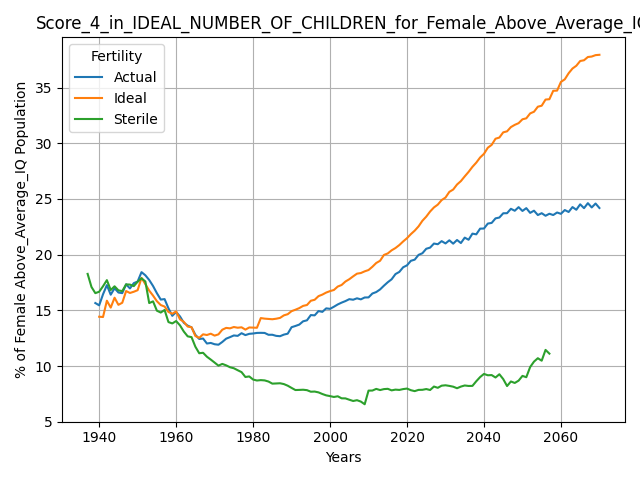 Score_4_in_IDEAL_NUMBER_OF_CHILDREN_for_Female_Above_Average_IQ
Fertility
Actual
Ideal
Sterile
% of Female Above_Average_IQ Population
35
30
25
20
15
10
5
1940 1960 1980 2000 2020 2040 2060
Years